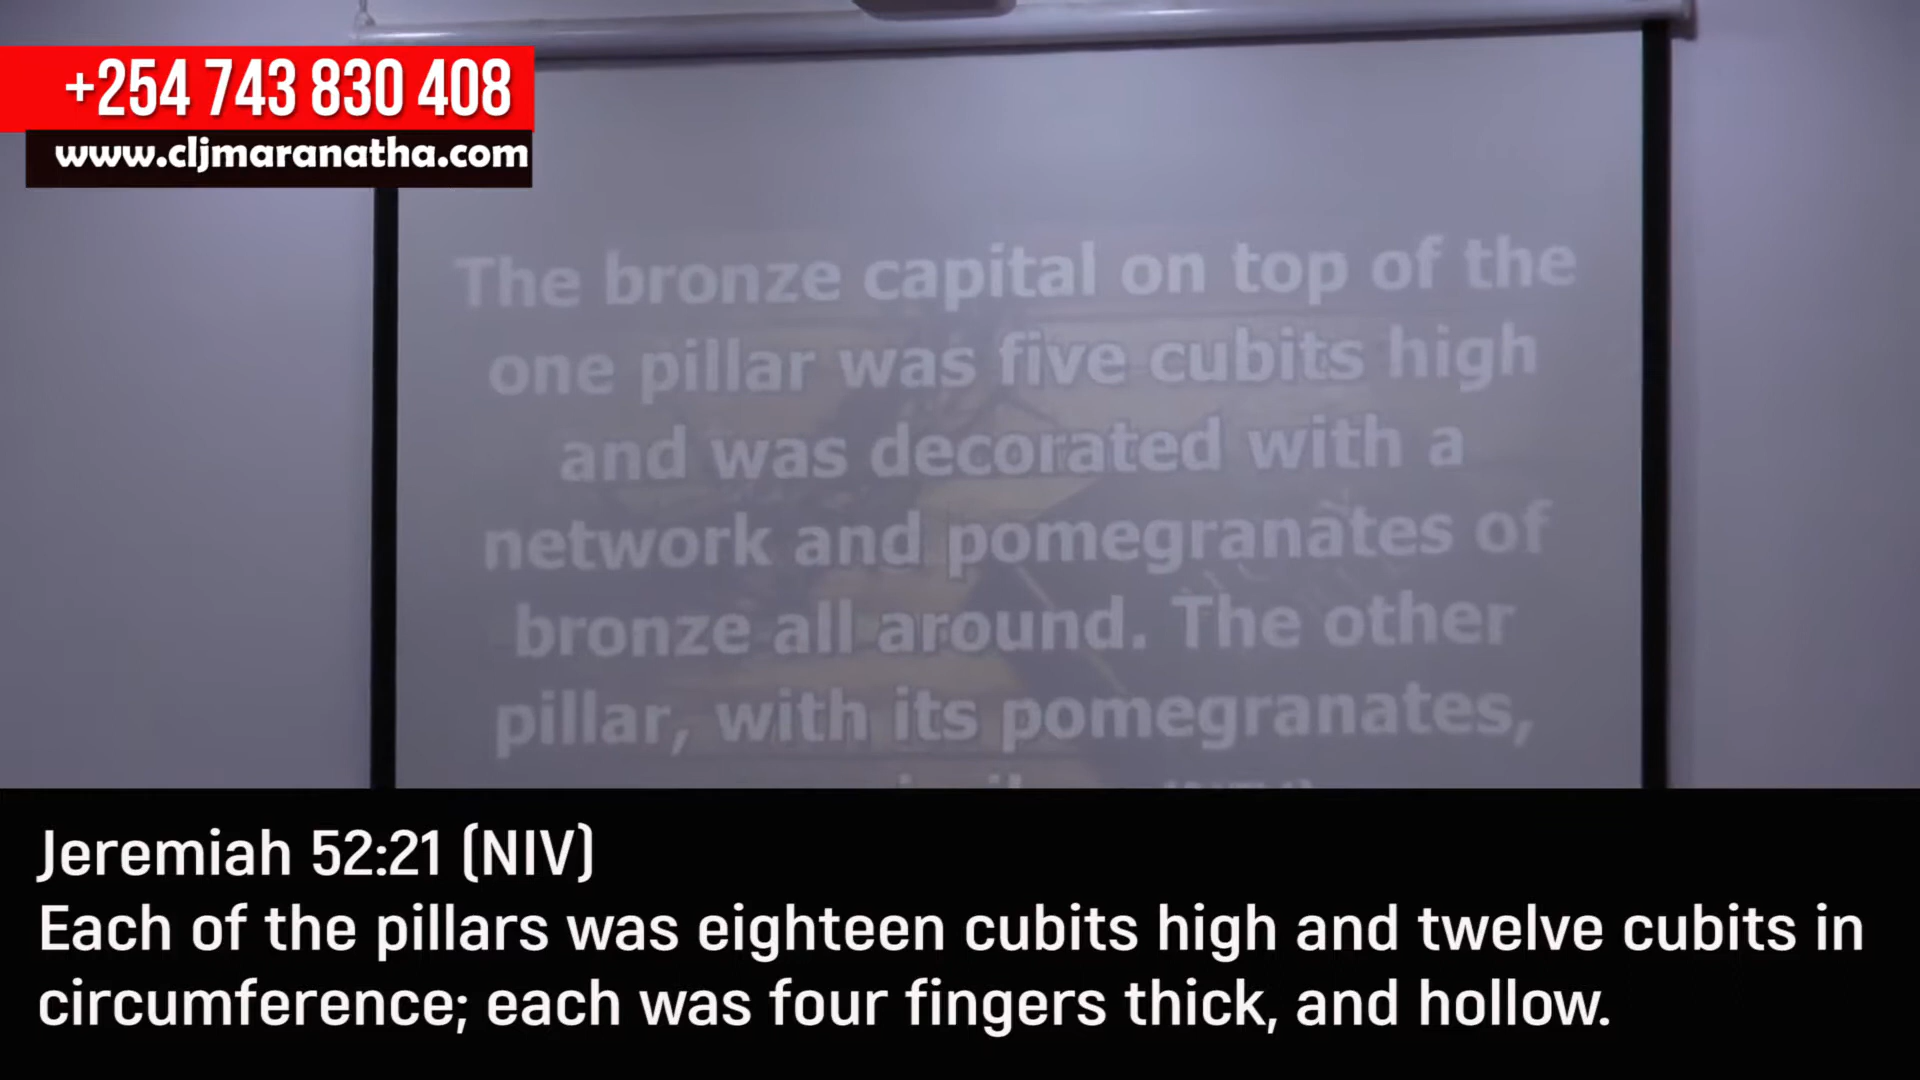 +254 743 830 408
www.cljmaranatha.com
The bronze capital on top of the
one pillar was five cubits high
and was decorated with a
network and pomegranates of
bronze all around. The other
pillar, with its pomegranates,
Jeremiah 52:21 (NIV)
Each of the pillars was eighteen cubits high and twelve cubits in
circumference; each was four fingers thick, and hollow.